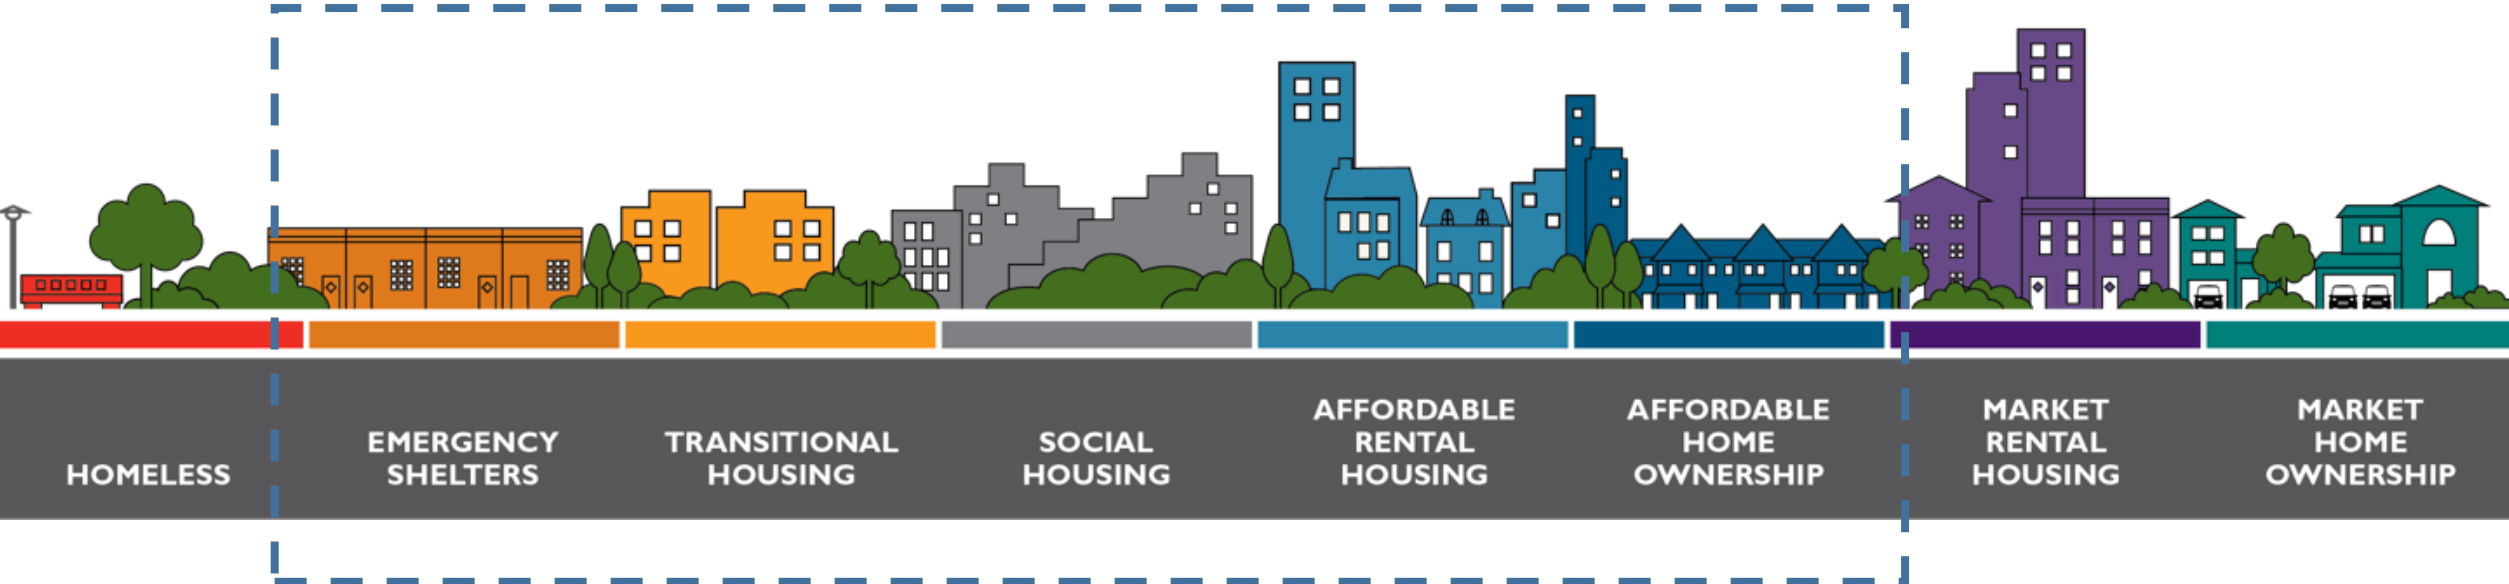 HOMELESS
EMERGENCY
SHELTERS
TRANSITIONAL
HOUSING
SOCIAL
HOUSING
AFFORDABLE
RENTAL
HOUSING
AFFORDABLE
HOME
OWNERSHIP
MARKET
RENTAL
HOUSING
MARKET
HOME
OWNERSHIP